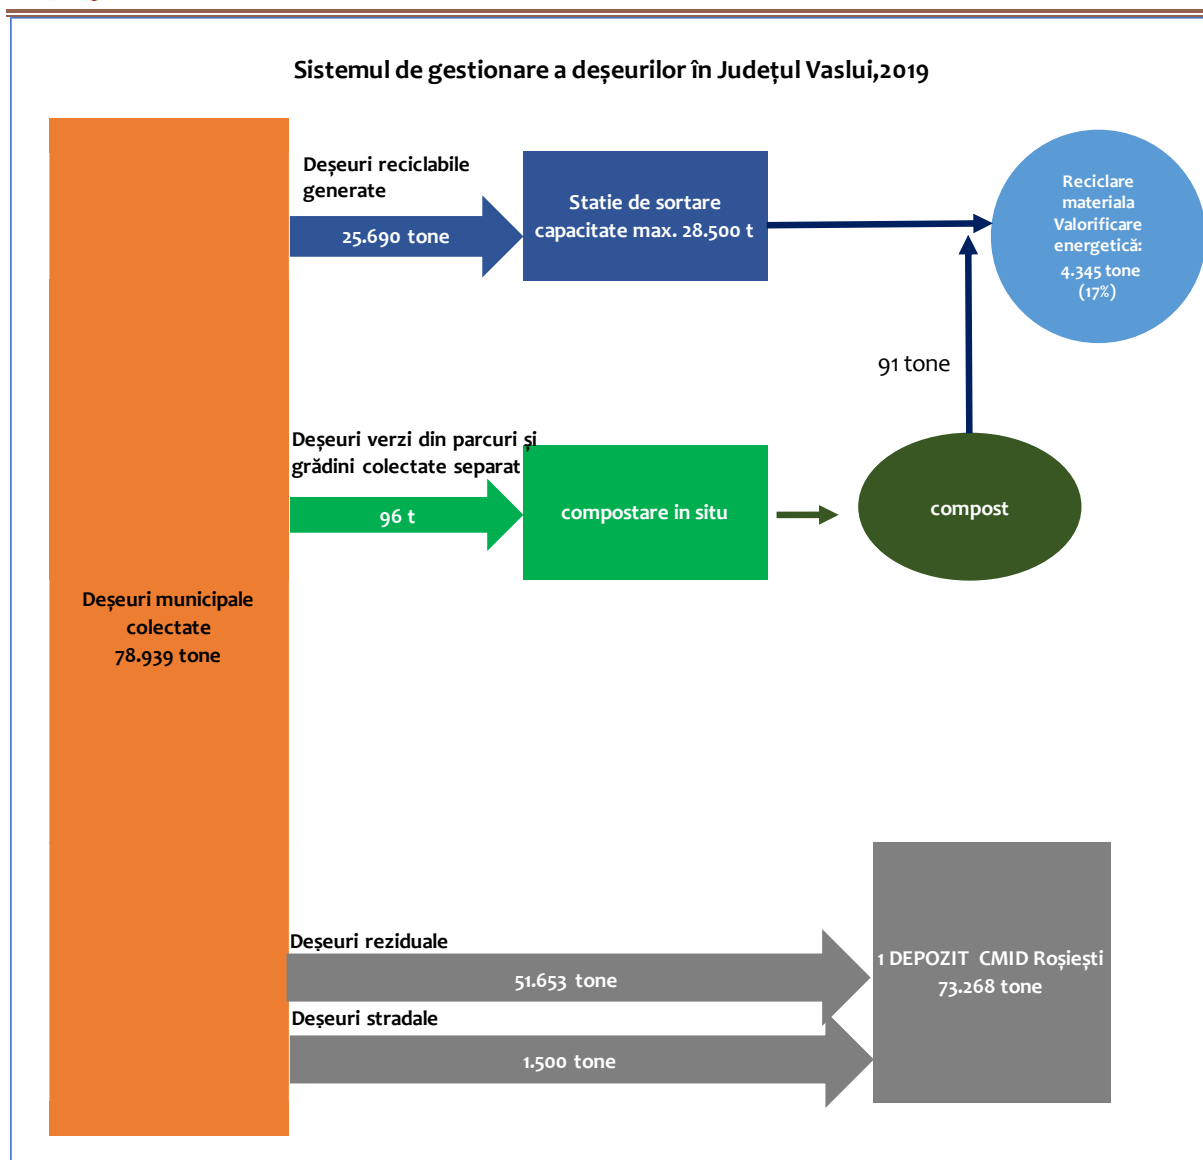 Sistemul de gestionare a deșeurilor în Județul Vaslui,2019
Deșeuri reciclabile
generate
25.690 tone
Statie de sortare
capacitate max. 28.500 t
Reciclare
materiala
Valorificare
energetică:
4.345 tone
(17%)
91 tone
Deșeuri verzi din parcuri și
grădini colectate separat
96 t
compostare in situ
compost
Deșeuri municipale
colectate
78.939 tone
Deșeuri reziduale
51.653 tone
1 DEPOZIT CMID Roșiești
73.268 tone
Deșeuri stradale
1.500 tone